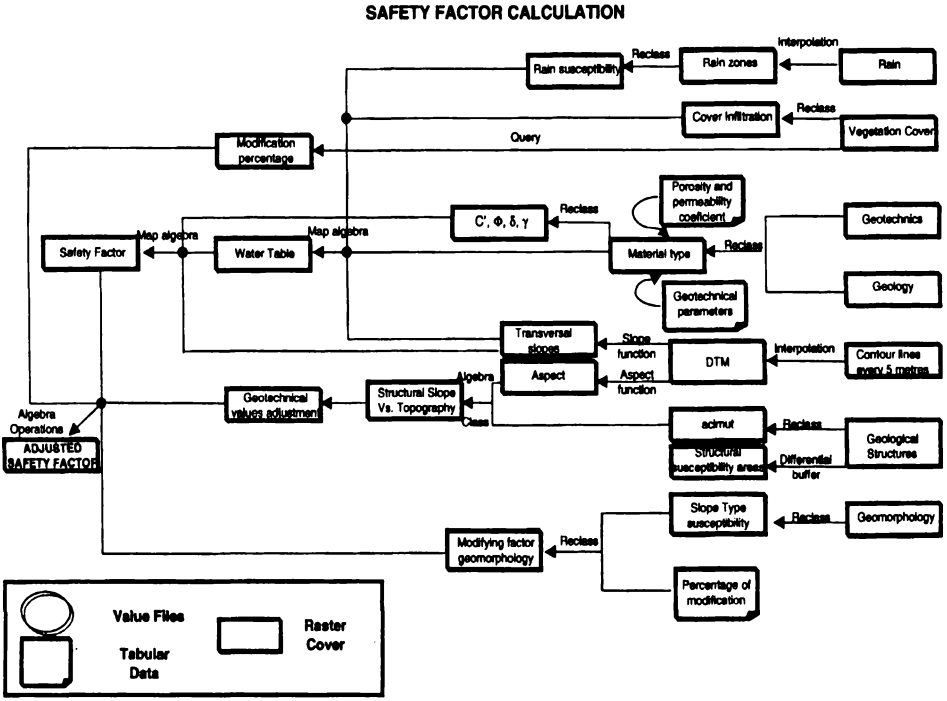 SAFETY FACTOR CALCULATION
Rain susceptibility
Reclass
Rain zones
Interpolation
Rain
Cover Infiltration
Reclass
Vegetation Cover
Modification
percentage
Query
Porosity and
permeability
coeficient
C', Φ, δ, γ
Reclass
Geotechnics
Safety Factor
Map algebra
Water Table
Map algebra
Material type
Reclass
Geology
Geotechnical
parameters
Transversal
slopes
Slope
function
DTM
Interpolation
Contour lines
every 5 metres
Aspect
Aspect
function
Algebra
Class
Geotechnical
values adjustment
Structural Slope
Vs. Topography
acimut
Reclass
Geological
Structures
Structural
susceptibility areas
Differential
buffer
Algebra
Operations
ADJUSTED
SAFETY FACTOR
Slope Type
susceptibility
Reclass
Geomorphology
Modifying factor
geomorphology
Reclass
Percentage of
modification
Value Files
Tabular
Data
Raster
Cover